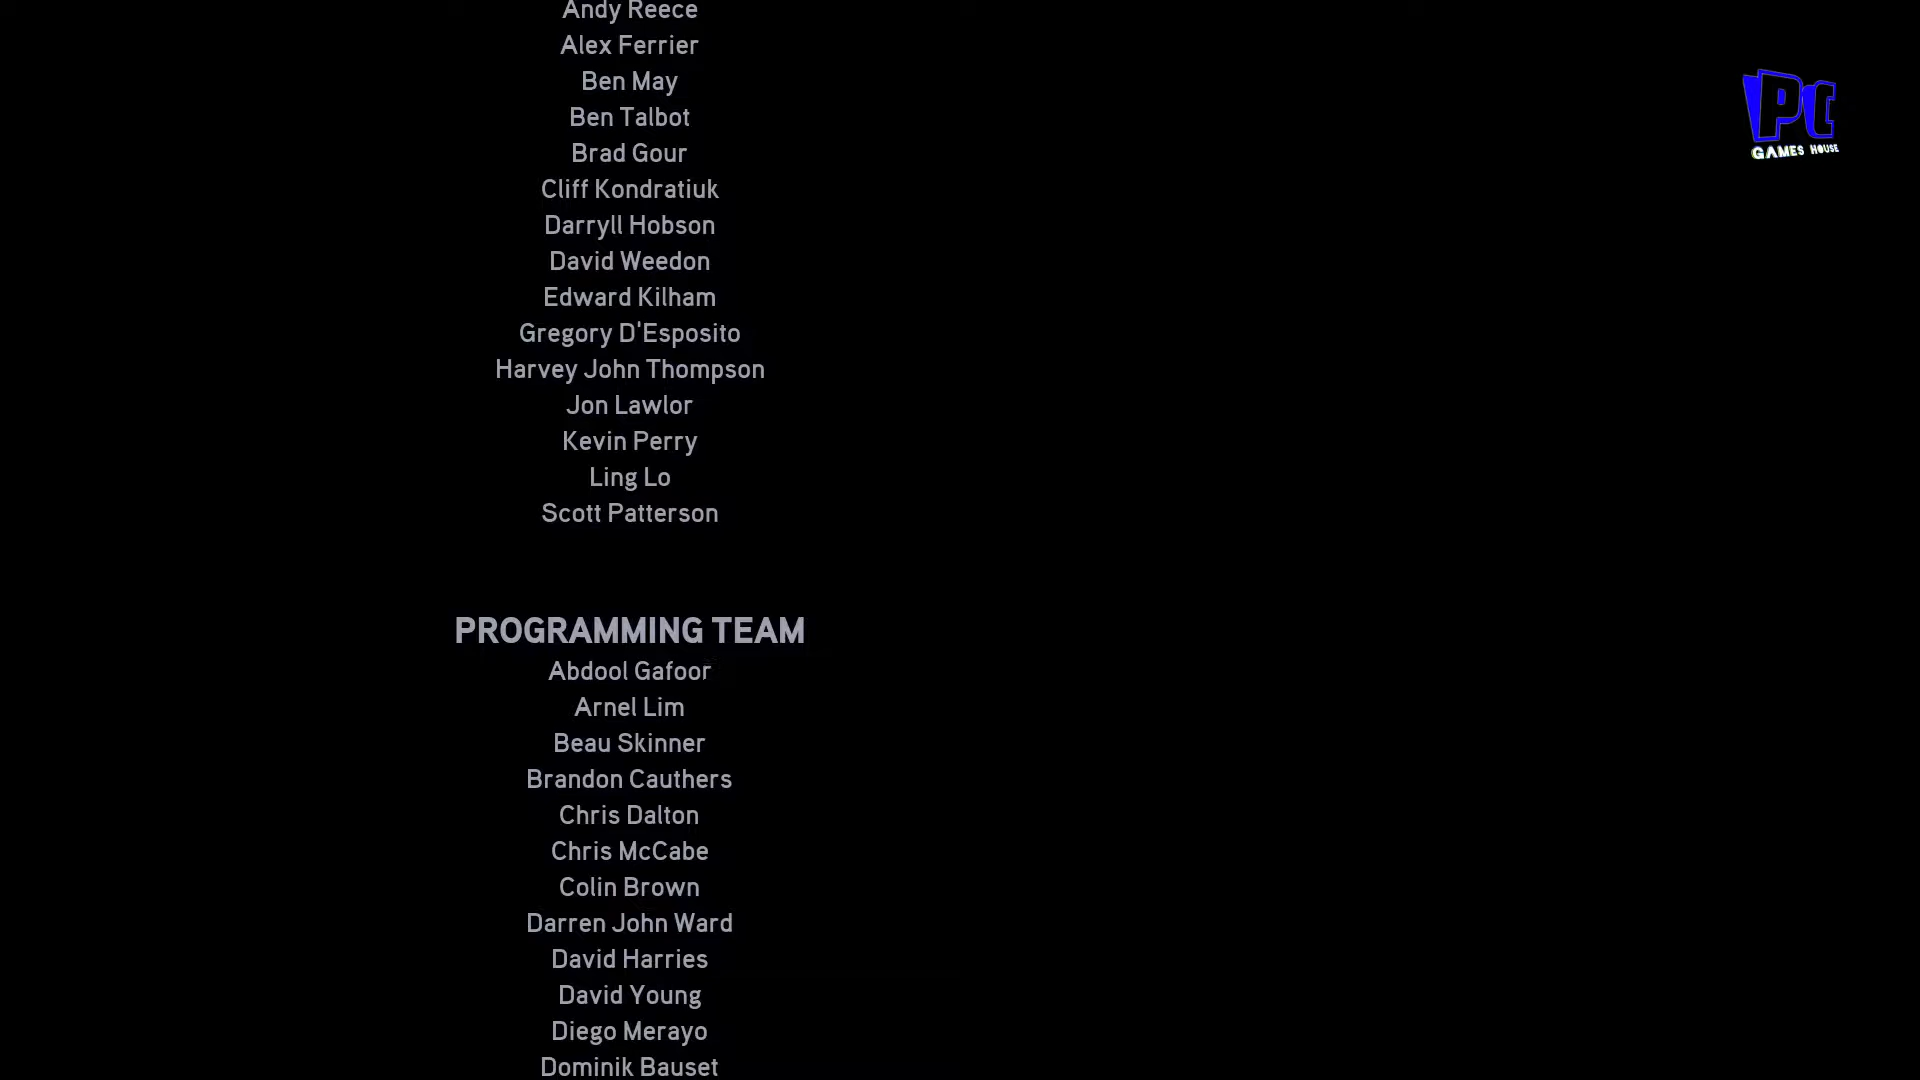 Andy Reece
Alex Ferrier
Ben May
Ben Talbot
Brad Gour
Cliff Kondratiuk
Darryll Hobson
David Weedon
Edward Kilham
Gregory D'Esposito
Harvey John Thompson
Jon Lawlor
Kevin Perry
Ling Lo
Scott Patterson
PROGRAMMING TEAM
Abdool Gafoor
Arnel Lim
Beau Skinner
Brandon Cauthers
Chris Dalton
Chris McCabe
Colin Brown
Darren John Ward
David Harries
David Young
Diego Merayo
Dominik Bauset
PC
GAMES HOUSE